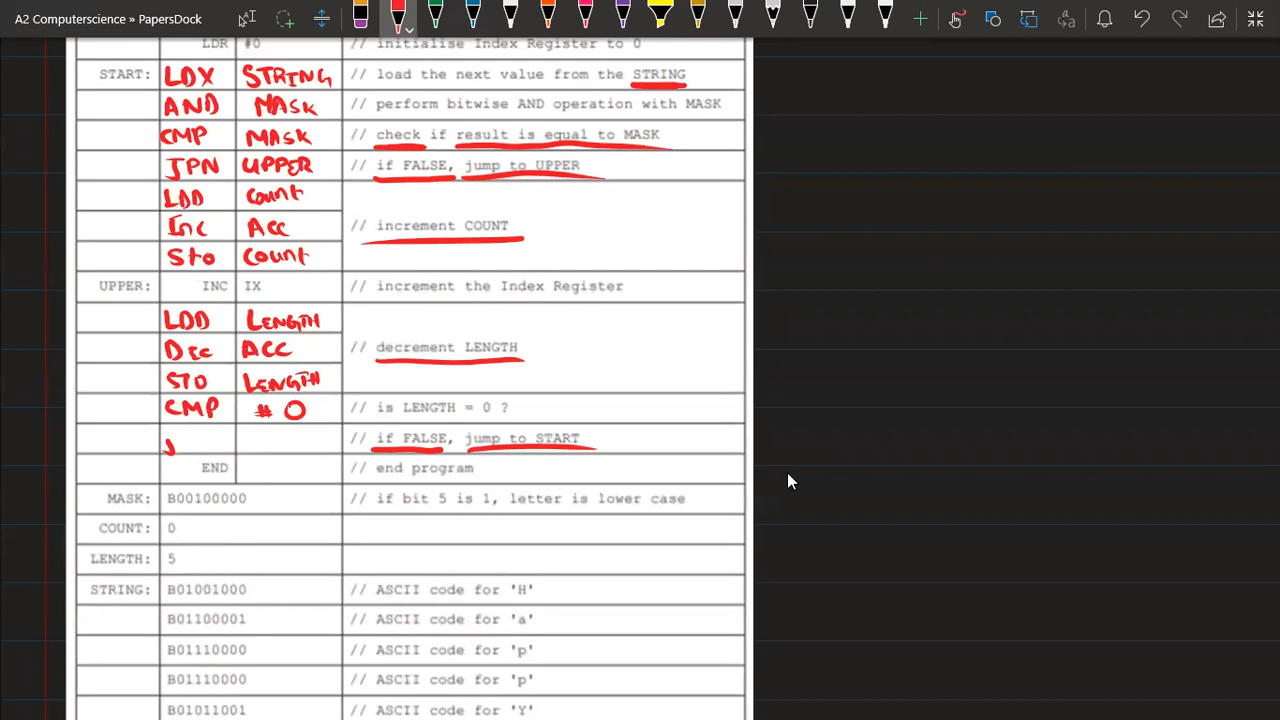 A2 Computerscience » PapersDock
LDR #0 // initialise Index Register to 0
START: LDX STRING // load the next value from the STRING
AND MASK // perform bitwise AND operation with MASK
CMP MASK // check if result is equal to MASK
JPN UPPER // if FALSE, jump to UPPER
LDD Count
Inc Acc // increment COUNT
Sto Count
UPPER: INC IX // increment the Index Register
LDD LENGTH
Dec ACC // decrement LENGTH
STO LENGTH
CMP # 0 // is LENGTH = 0 ?
// if FALSE, jump to START
END // end program
MASK: B00100000 // if bit 5 is 1, letter is lower case
COUNT: 0
LENGTH: 5
STRING: B01001000 // ASCII code for 'H'
B01100001 // ASCII code for 'a'
B01110000 // ASCII code for 'p'
B01110000 // ASCII code for 'p'
B01011001 // ASCII code for 'Y'